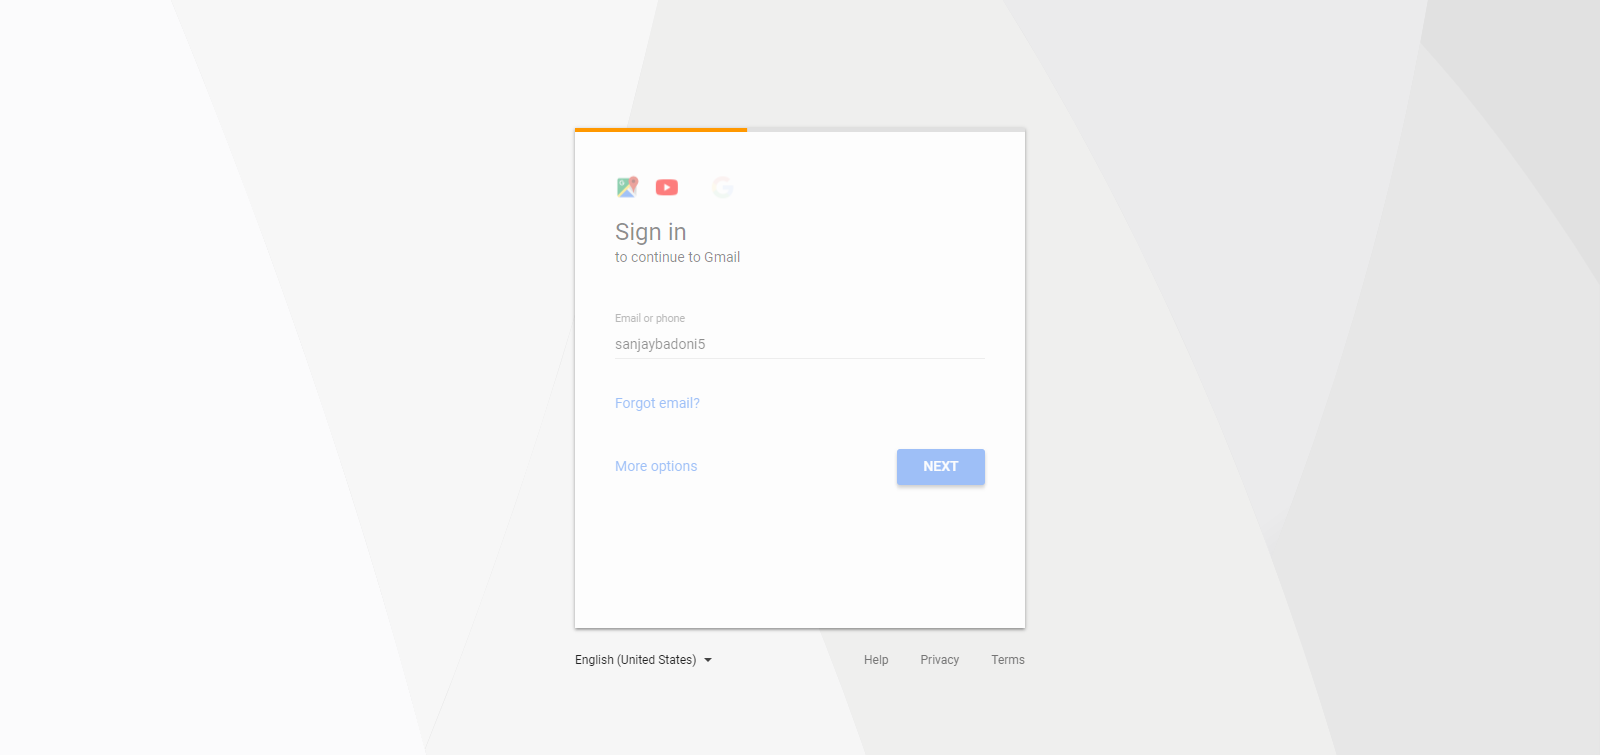 Sign in
to continue to Gmail
Email or phone
sanjaybadoni5
Forgot email?
More options
NEXT
English (United States)
Help
Privacy
Terms